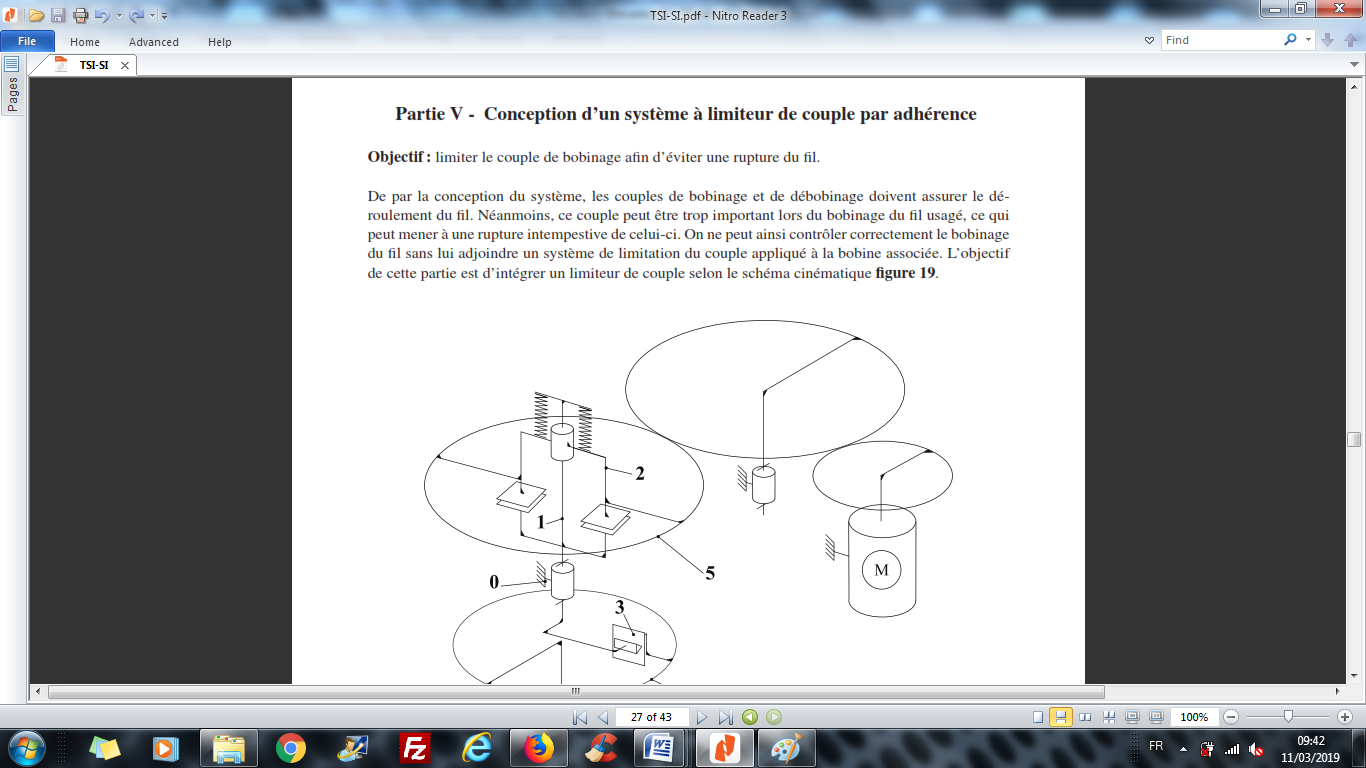 TSI-SI.pdf - Nitro Reader 3
File Home Advanced Help
Find
TSI-SI
Pages
Partie V - Conception d'un système à limiteur de couple par adhérence
Objectif : limiter le couple de bobinage afin d'éviter une rupture du fil.
De par la conception du système, les couples de bobinage et de débobinage doivent assurer le dé-
roulement du fil. Néanmoins, ce couple peut être trop important lors du bobinage du fil usagé, ce qui
peut mener à une rupture intempestive de celui-ci. On ne peut ainsi contrôler correctement le bobinage
du fil sans lui adjoindre un système de limitation du couple appliqué à la bobine associée. L'objectif
de cette partie est d'intégrer un limiteur de couple selon le schéma cinématique figure 19.
2
1
5
0
M
3
27 of 43
100%
FR
09:42
11/03/2019